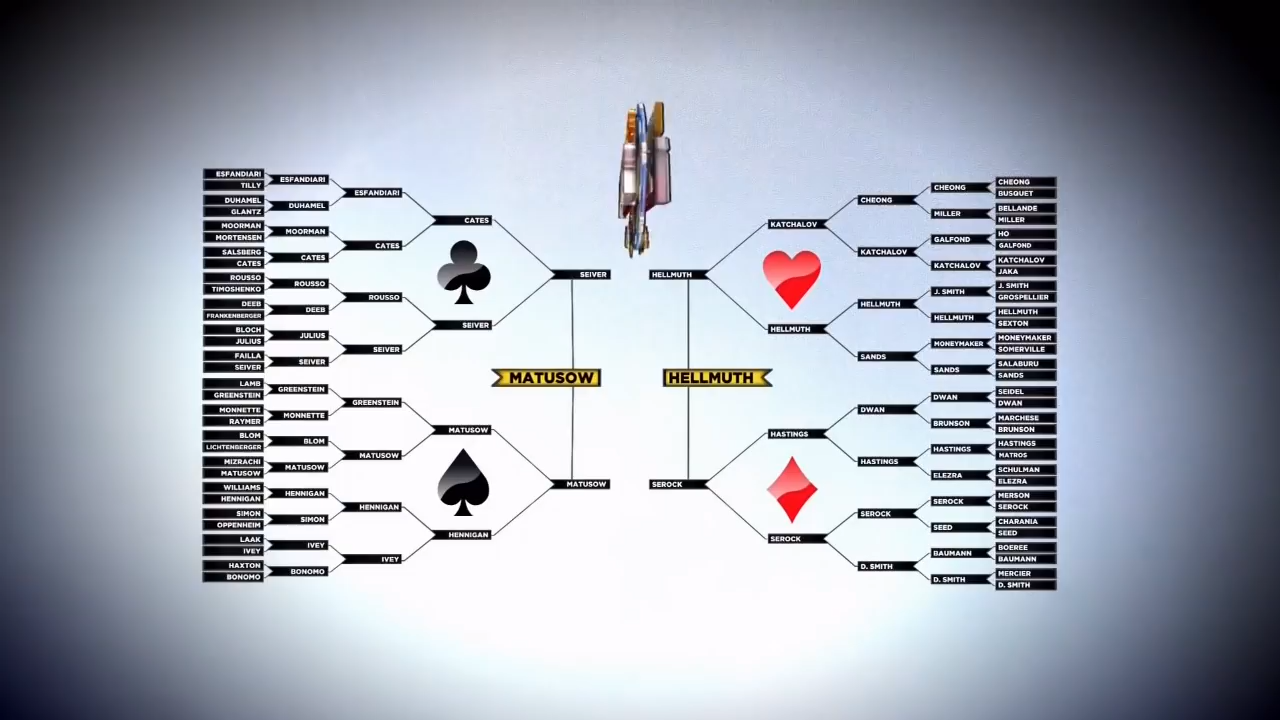 ESFANDIARI
TILLY
DUHAMEL
GLANTZ
MOORMAN
MORTENSEN
SALSBERG
CATES
ROUSSO
TIMOSHENKO
DEEB
FRANKENBERGER
BLOCH
JULIUS
FAILLA
SEIVER
LAMB
GREENSTEIN
MONNETTE
RAYMER
BLOM
LICHTENBERGER
MIZRACHI
MATUSOW
WILLIAMS
HENNIGAN
SIMON
OPPENHEIM
LAAK
IVEY
HAXTON
BONOMO
ESFANDIARI
DUHAMEL
MOORMAN
CATES
ROUSSO
DEEB
JULIUS
SEIVER
GREENSTEIN
MONNETTE
BLOM
MATUSOW
HENNIGAN
SIMON
IVEY
BONOMO
ESFANDIARI
CATES
ROUSSO
SEIVER
GREENSTEIN
MATUSOW
HENNIGAN
IVEY
CATES
SEIVER
MATUSOW
HENNIGAN
SEIVER
MATUSOW
MATUSOW
HELLMUTH
HELLMUTH
SEROCK
KATCHALOV
HELLMUTH
HASTINGS
SEROCK
CHEONG
KATCHALOV
HELLMUTH
SANDS
DWAN
HASTINGS
SEROCK
D. SMITH
CHEONG
MILLER
GALFOND
KATCHALOV
J. SMITH
HELLMUTH
MONEYMAKER
SANDS
DWAN
BRUNSON
HASTINGS
ELEZRA
SEROCK
SEED
BAUMANN
D. SMITH
CHEONG
BUSQUET
BELLANDE
MILLER
HO
GALFOND
KATCHALOV
JAKA
J. SMITH
GROSPELLIER
HELLMUTH
SEXTON
MONEYMAKER
SOMERVILLE
SALABURU
SANDS
SEIDEL
DWAN
MARCHESE
BRUNSON
HASTINGS
MATROS
SCHULMAN
ELEZRA
MERSON
SEROCK
CHARANIA
SEED
BOEREE
BAUMANN
MERCIER
D. SMITH